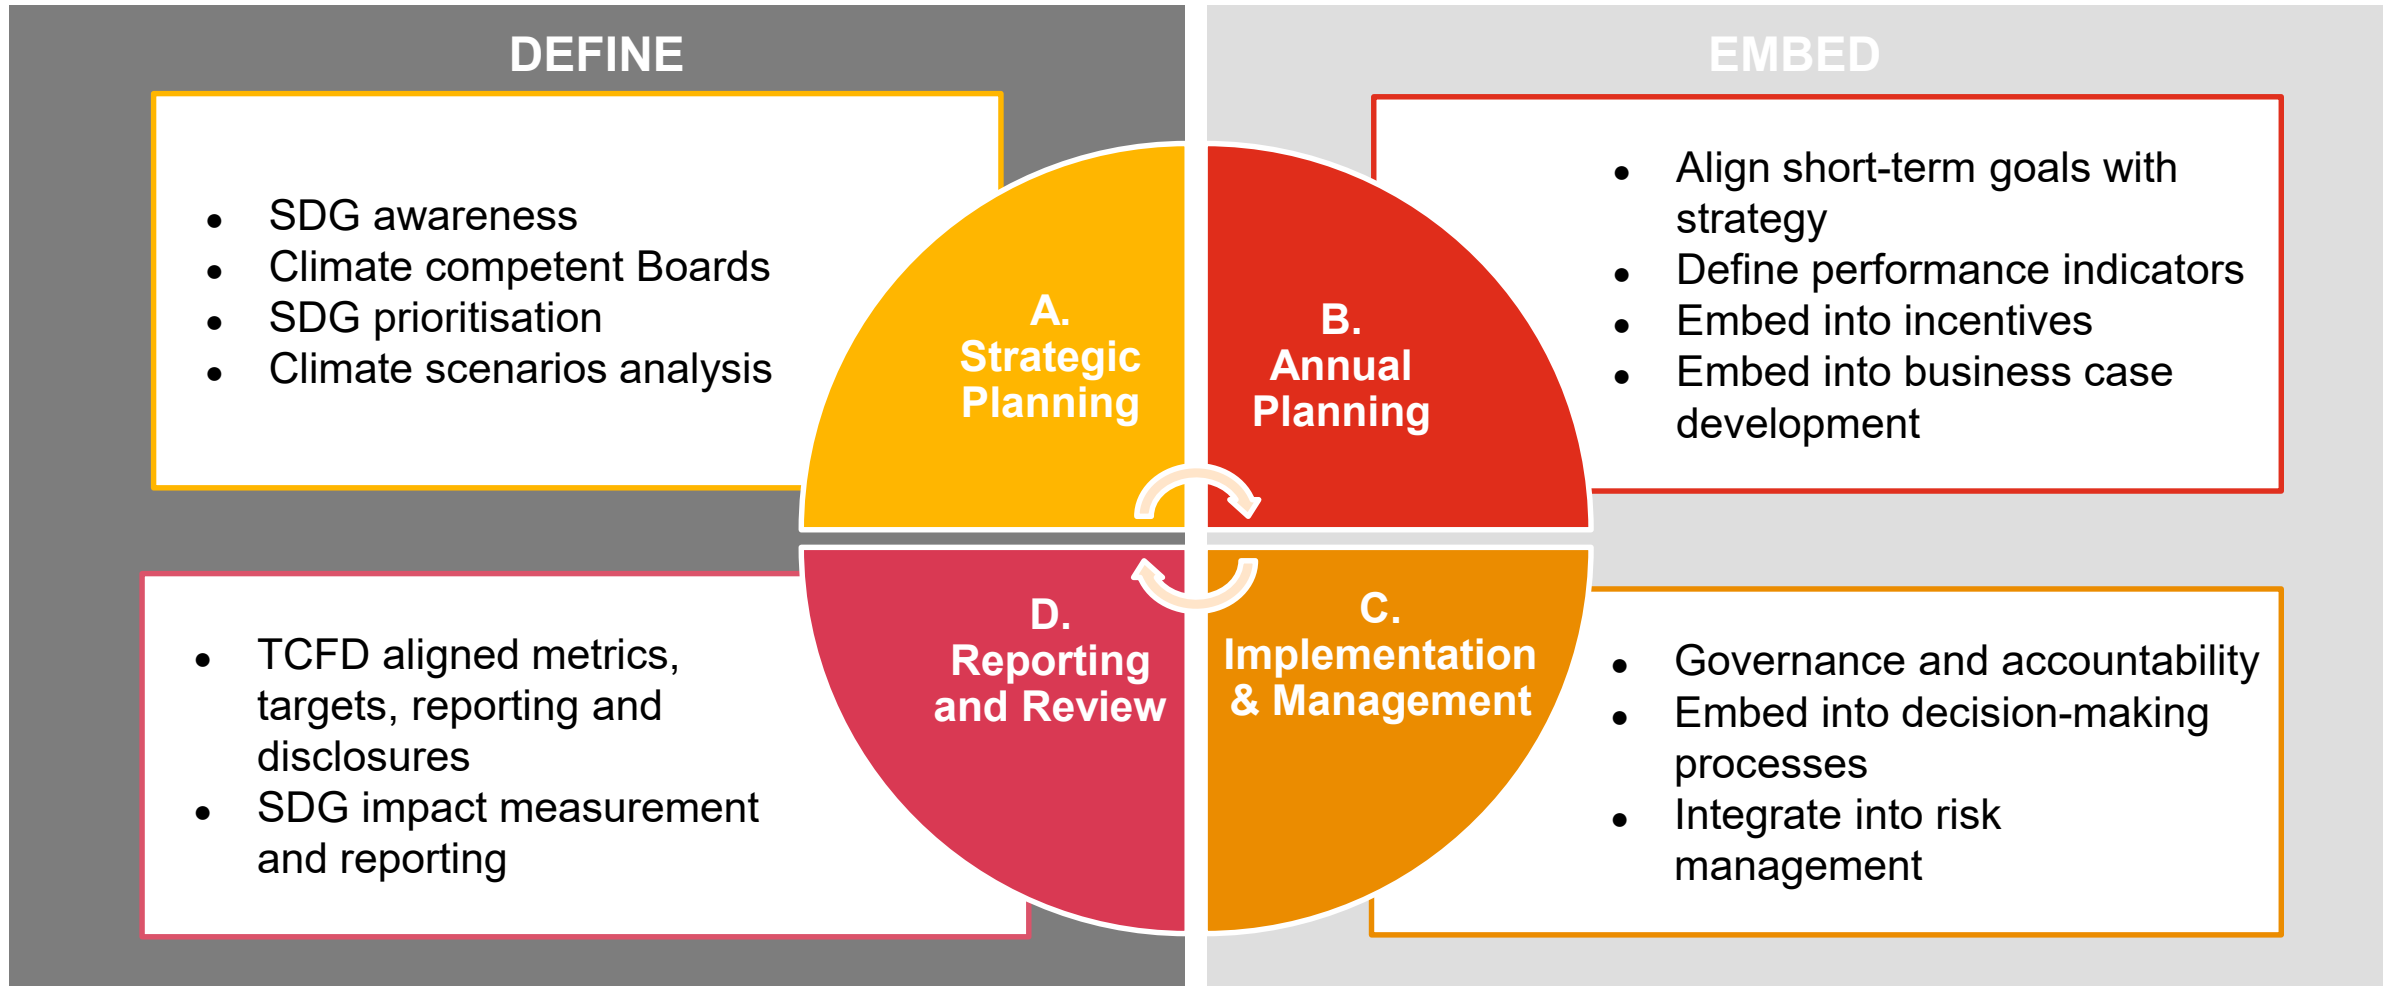 DEFINE
• SDG awareness
• Climate competent Boards
• SDG prioritisation
• Climate scenarios analysis
A.
Strategic
Planning
EMBED
• Align short-term goals with
strategy
• Define performance indicators
• Embed into incentives
• Embed into business case
development
B.
Annual
Planning
• TCFD aligned metrics,
targets, reporting and
disclosures
• SDG impact measurement
and reporting
D.
Reporting
and Review
C.
Implementation
& Management
• Governance and accountability
• Embed into decision-making
processes
• Integrate into risk
management